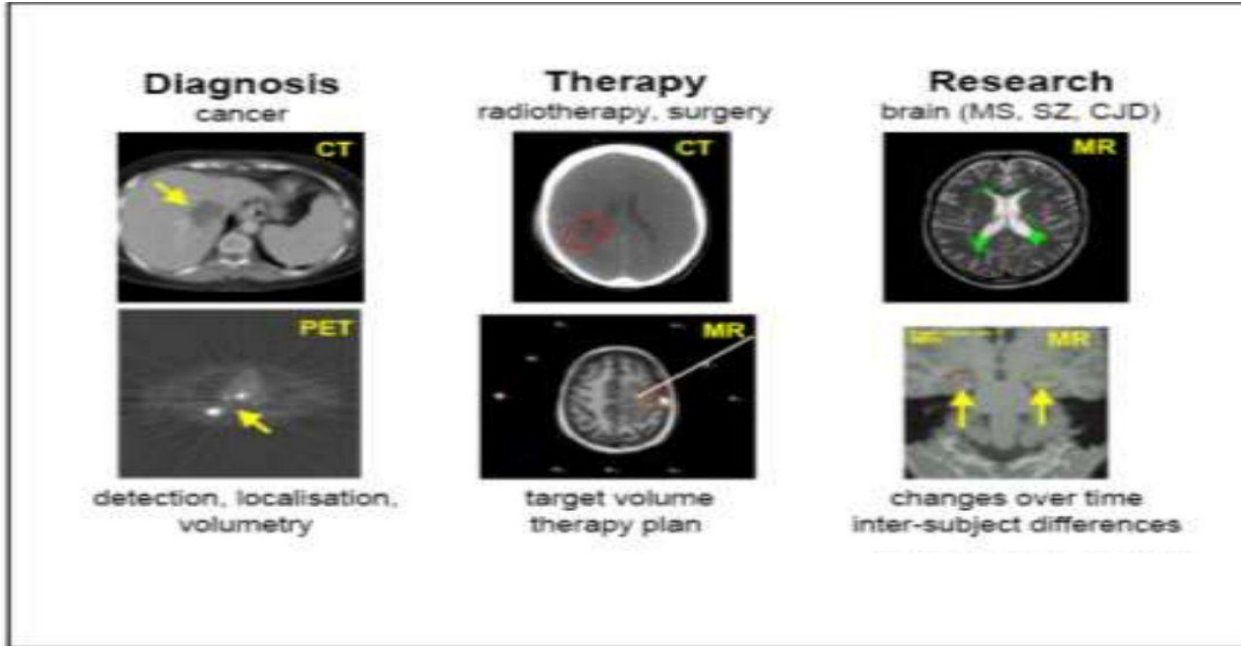 Diagnosis
cancer
CT
PET
detection, localisation,
volumetry
Therapy
radiotherapy, surgery
CT
MR
target volume
therapy plan
Research
brain (MS, SZ, CJD)
MR
MR
changes over time
inter-subject differences